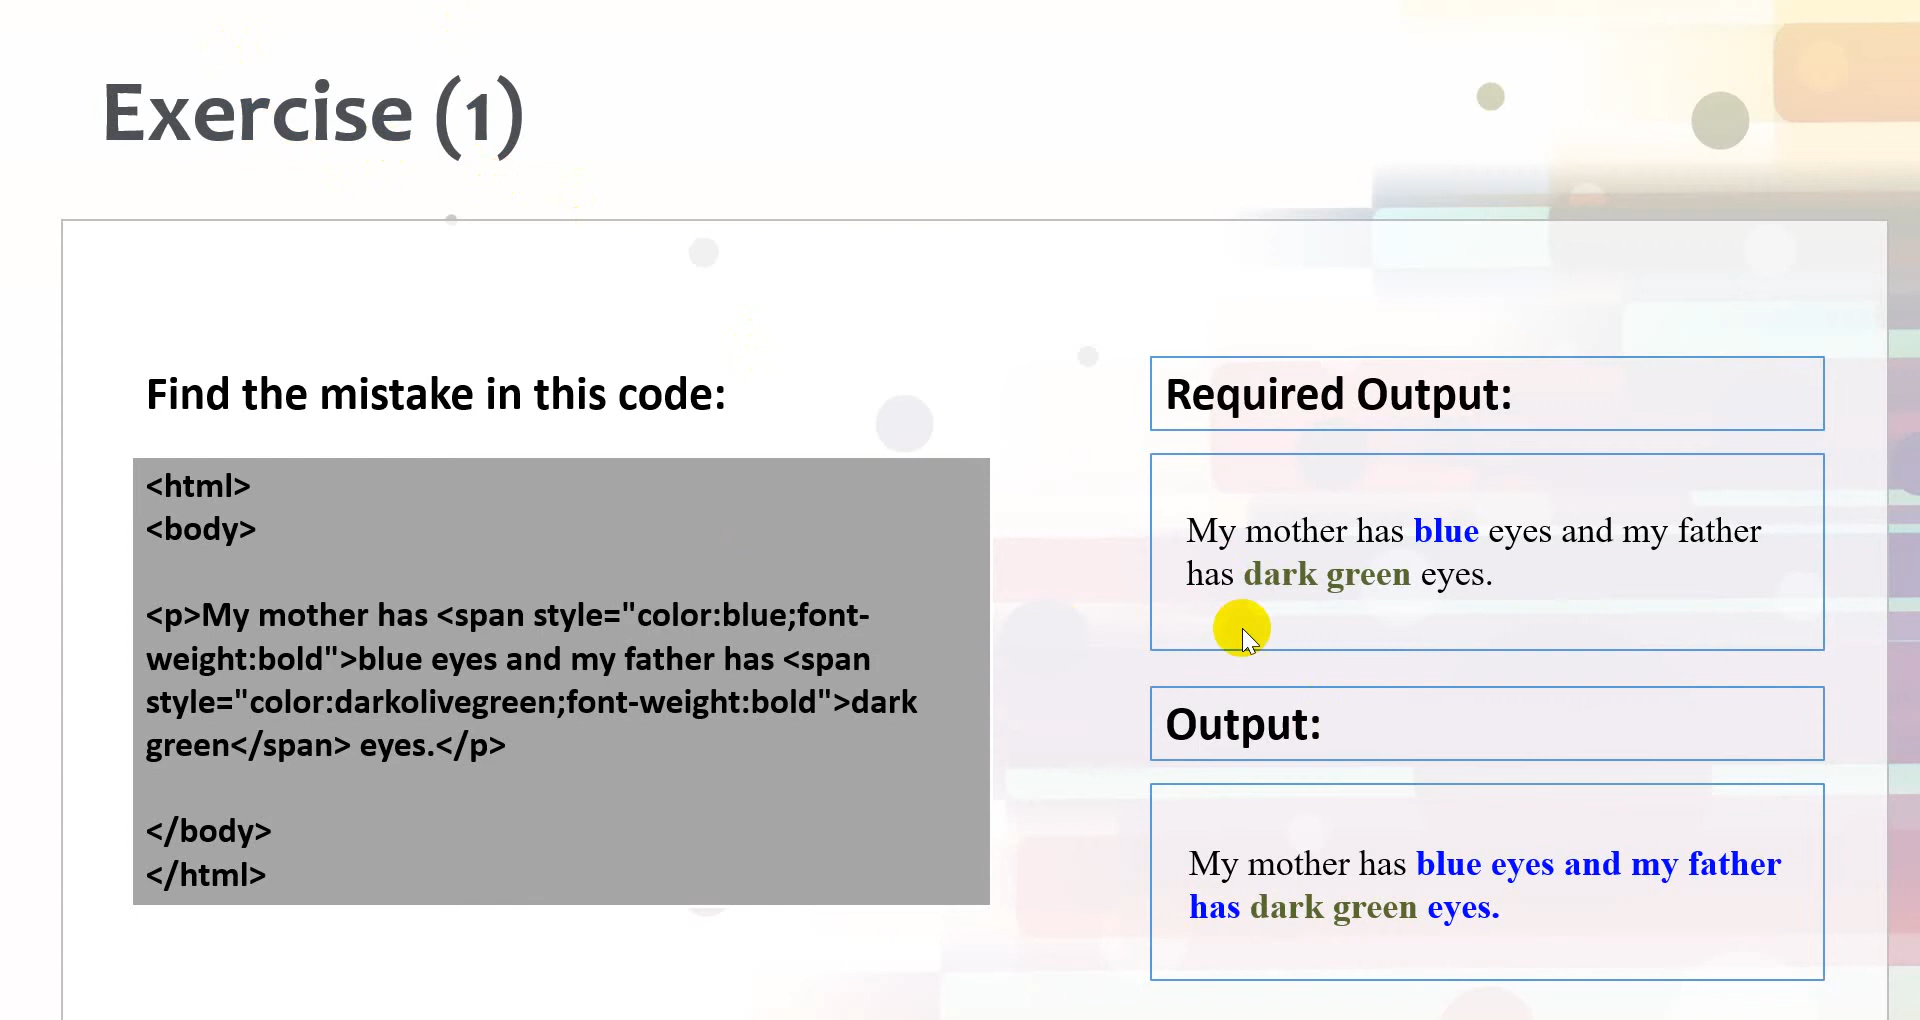 Exercise (1)
Find the mistake in this code:
<html>
<body>
<p>My mother has <span style="color:blue;font-
weight:bold">blue eyes and my father has <span
style="color:darkolivegreen;font-weight:bold">dark
green</span> eyes.</p>
</body>
</html>
Required Output:
My mother has blue eyes and my father
has dark green eyes.
Output:
My mother has blue eyes and my father
has dark green eyes.